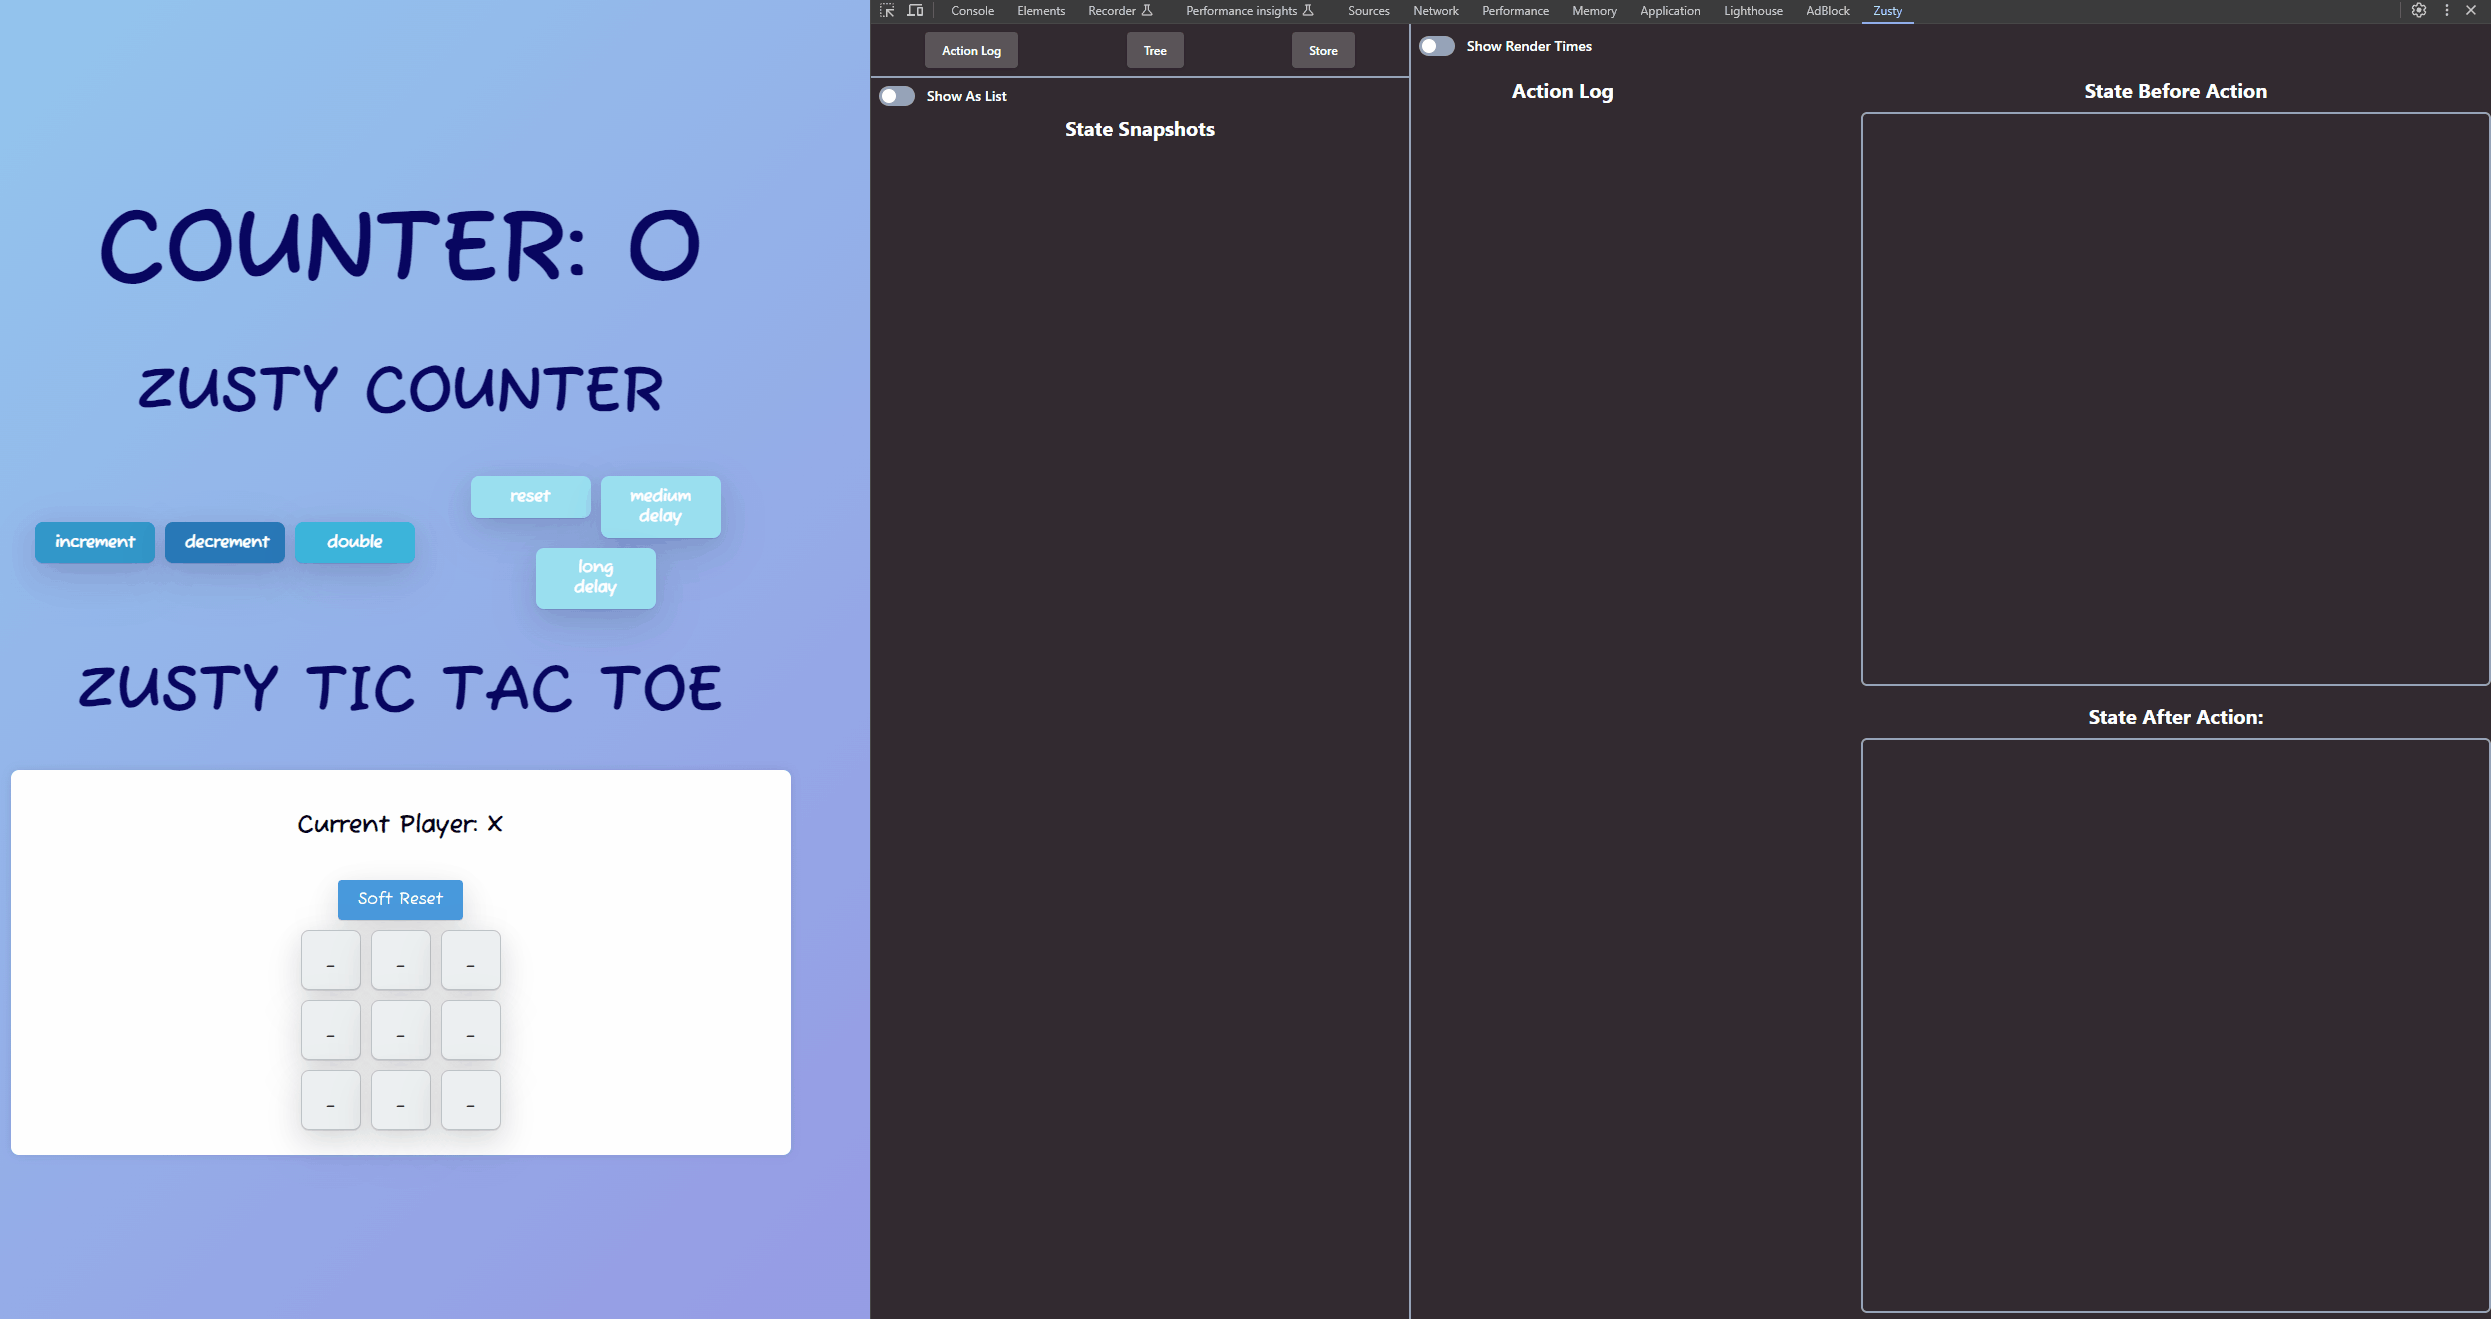 COUNTER: 0
ZUSTY COUNTER
increment
decrement
double
reset
medium
delay
long
delay
ZUSTY TIC TAC TOE
Current Player: X
Soft Reset
- - -
- - -
- - -
Console Elements Recorder Performance insights Sources Network Performance Memory Application Lighthouse AdBlock Zusty
Action Log Tree Store
Show As List
State Snapshots
Show Render Times
Action Log
State Before Action
State After Action: